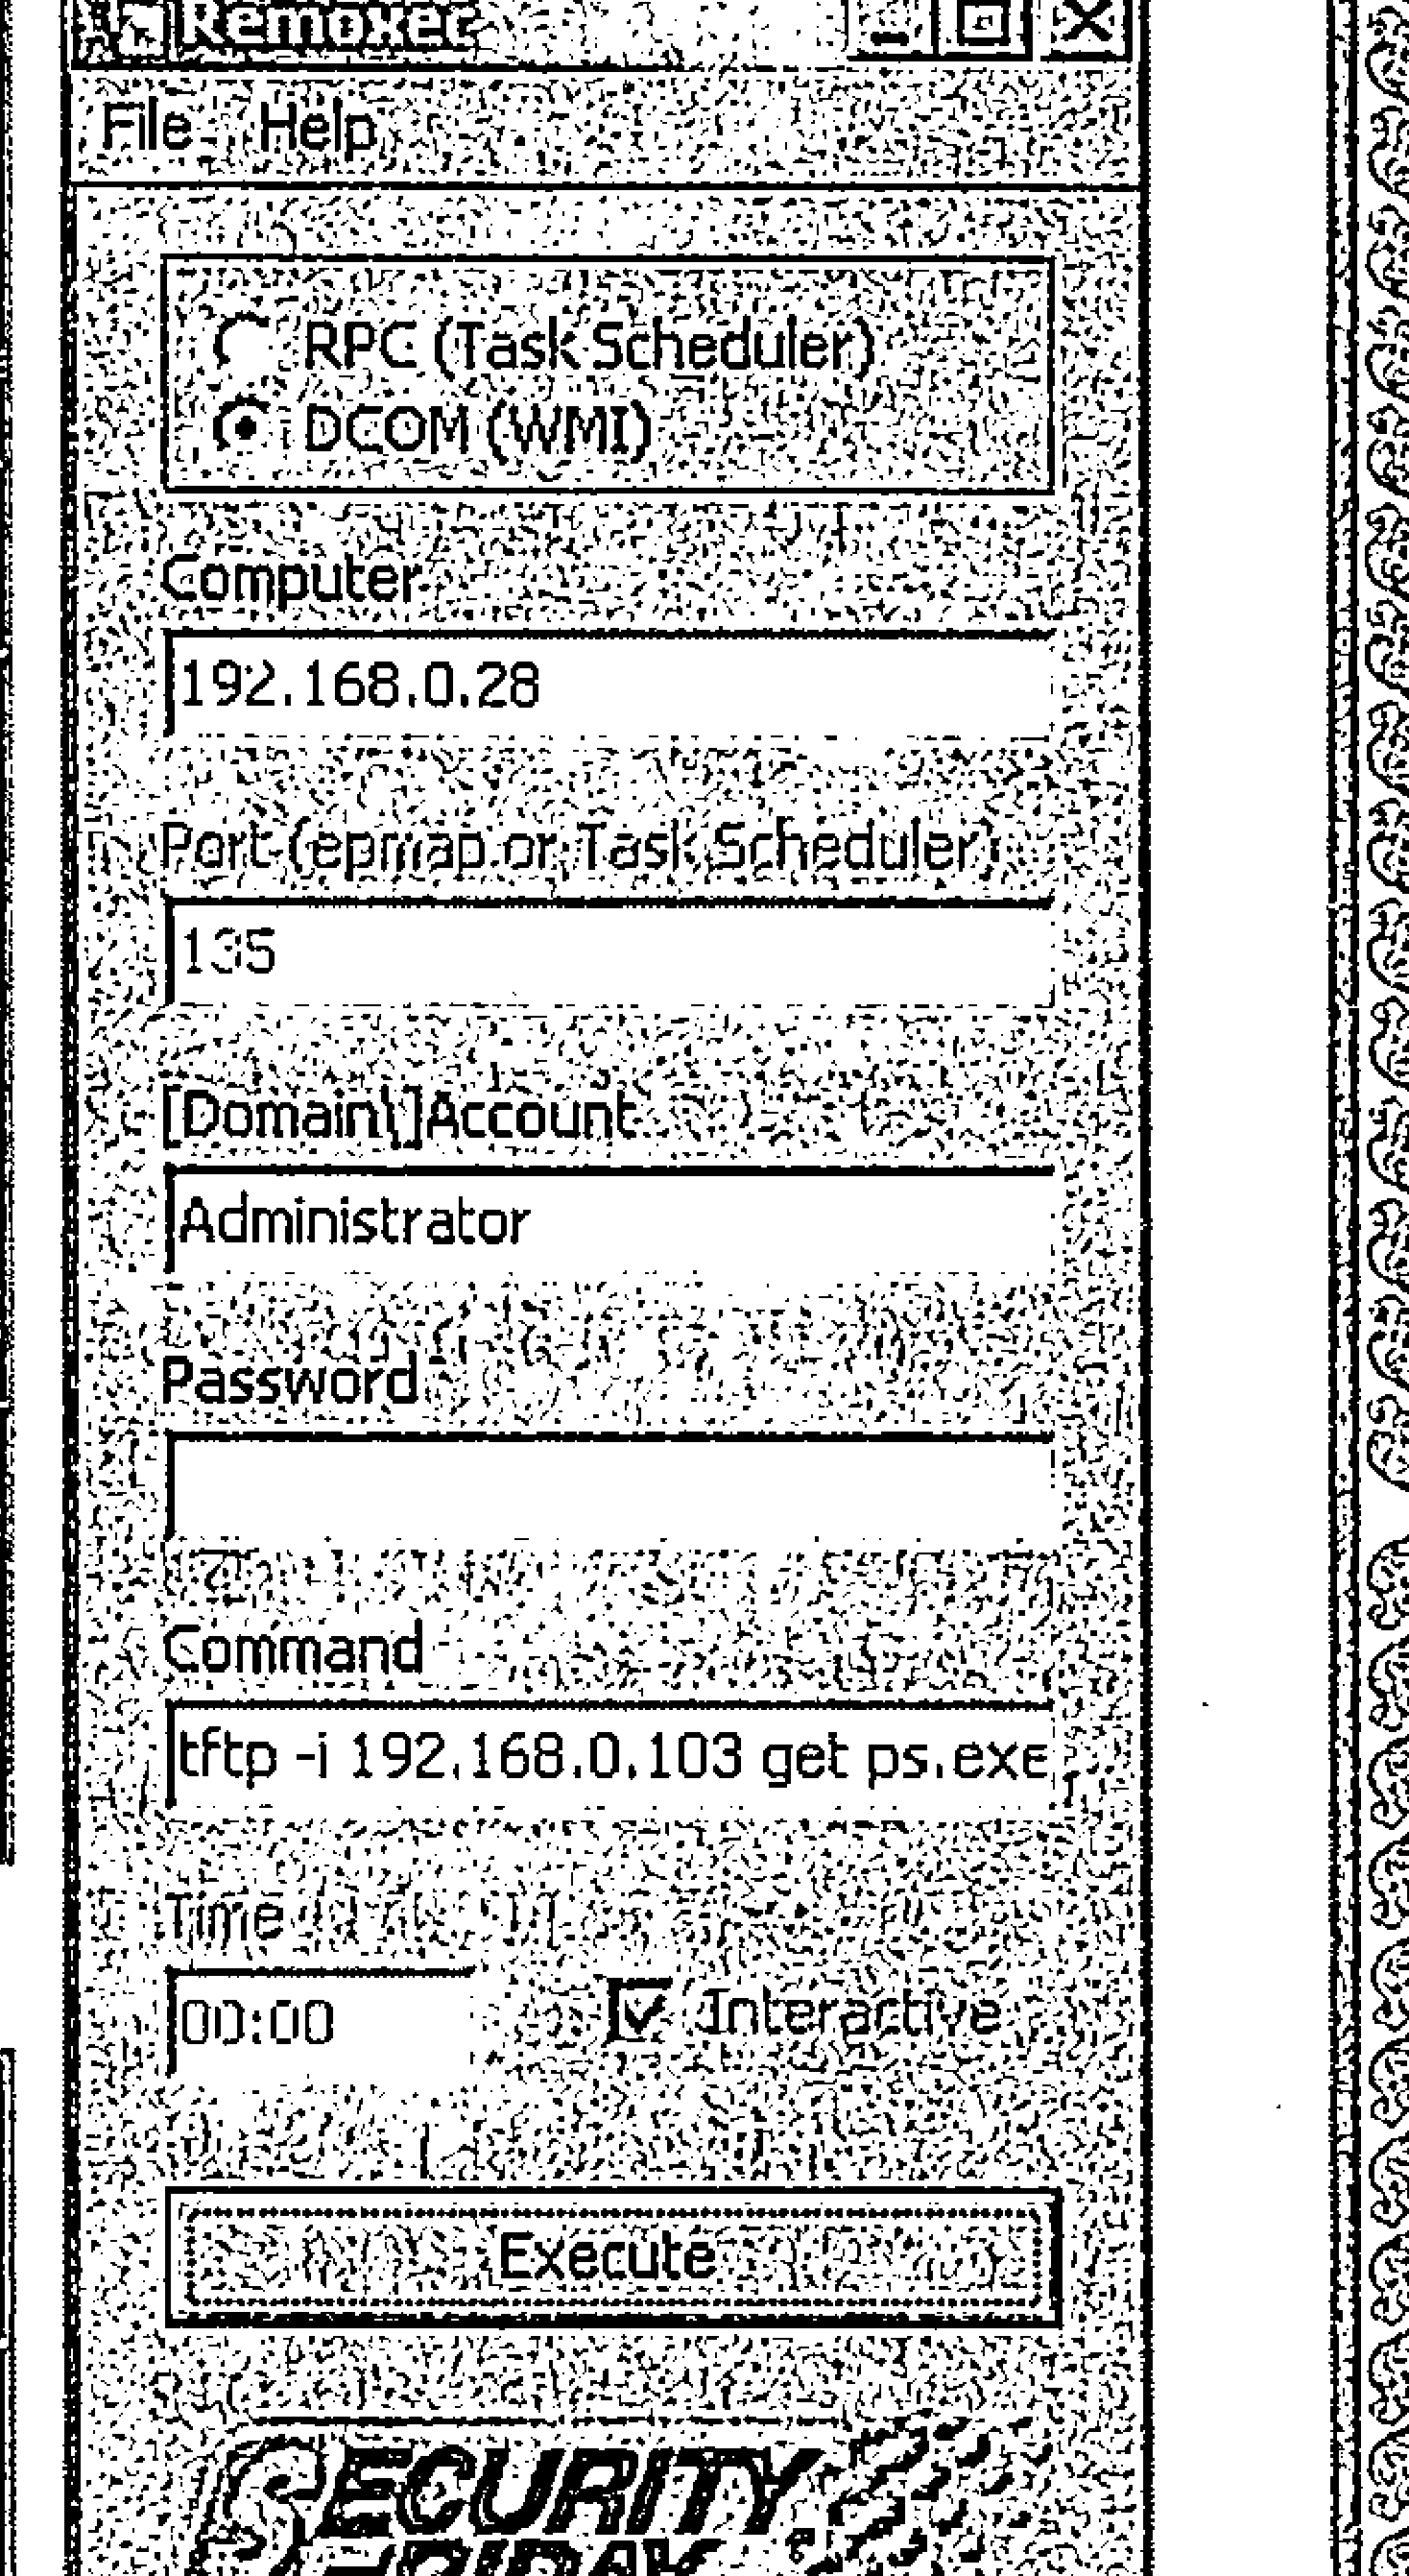 Remoxec
File Help
RPC (Task Scheduler)
DCOM (WMI)
Computer
192.168.0.28
Port (epmap or Task Scheduler)
135
[Domain\]Account
Administrator
Password
Command
tftp -i 192.168.0.103 get ps.exe
Time
00:00 Interactive
Execute
SECURITY
FRIDAY